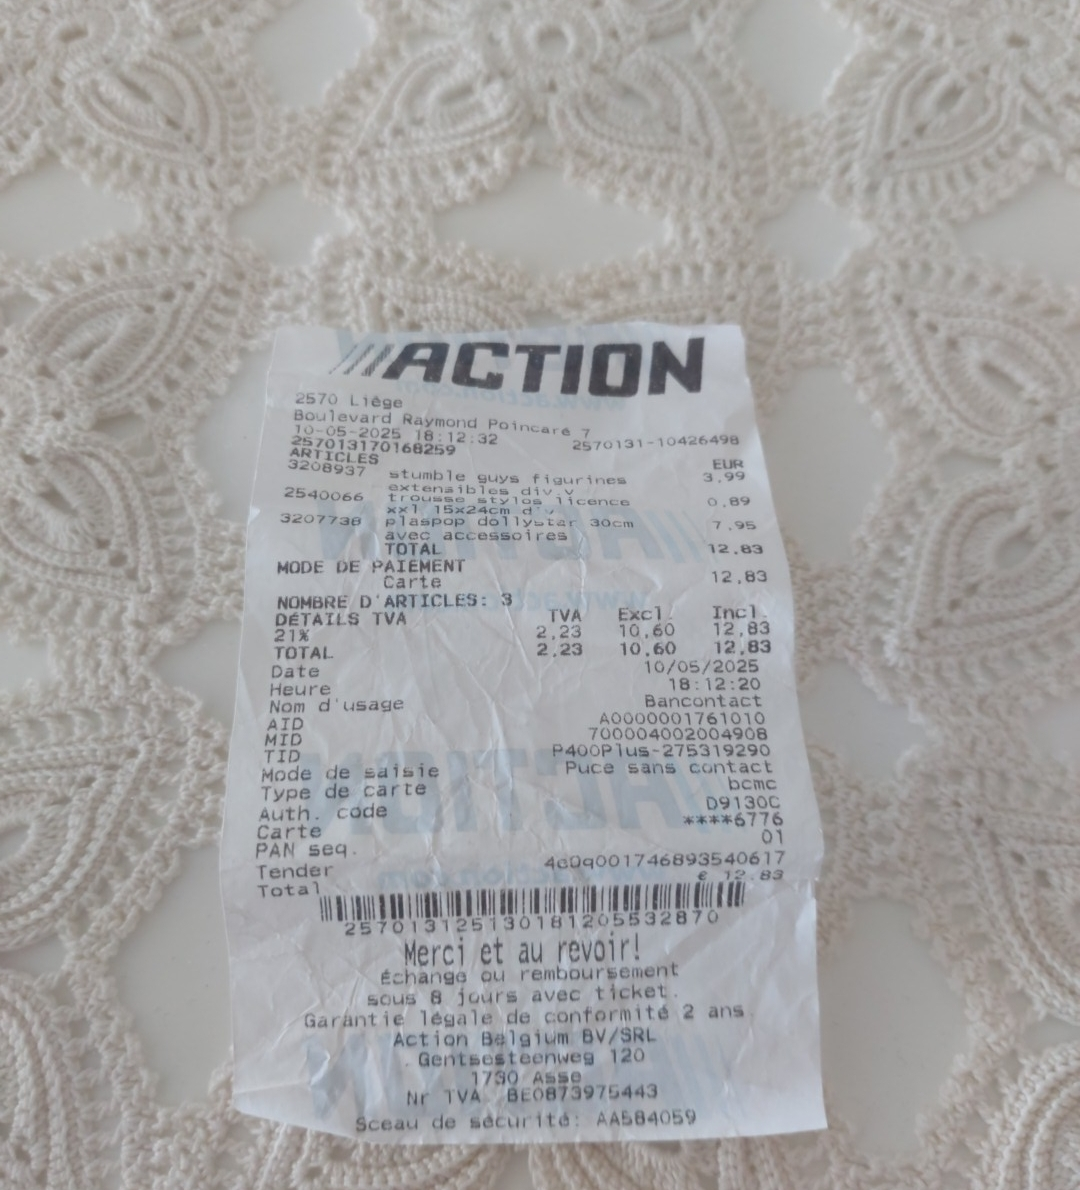 ACTION
2570 Liège
Boulevard Raymond Poincaré 7
10-05-2025 18:12:32 2570131-10426498
257013170168259
ARTICLES EUR
3208937 stumble guys figurines 3,99
extensibles div.v
2540066 trousse stylos licence 0,89
xxl 15x24cm div
3207738 plaspop dollystar 30cm 7,95
avec accessoires
TOTAL 12,83
MODE DE PAIEMENT
Carte 12,83
NOMBRE D'ARTICLES: 3
DÉTAILS TVA TVA Excl. Incl.
21% 2,23 10,60 12,83
TOTAL 2,23 10,60 12,83
Date 10/05/2025
Heure 18:12:20
Nom d'usage Bancontact
AID A0000001761010
MID 700004002004908
TID P400Plus-275319290
Mode de saisie Puce sans contact
Type de carte bcmc
Auth. code D9130C
Carte ****6776
PAN seq. 01
Tender 4c0q001746893540617
Total € 12.83
257013125130181205532870
Merci et au revoir!
Échange ou remboursement
sous 8 jours avec ticket.
Garantie légale de conformité 2 ans
Action Belgium BV/SRL
Gentsesteenweg 120
1730 Asse
Nr TVA. BE0873975443
Sceau de sécurité: AA584059